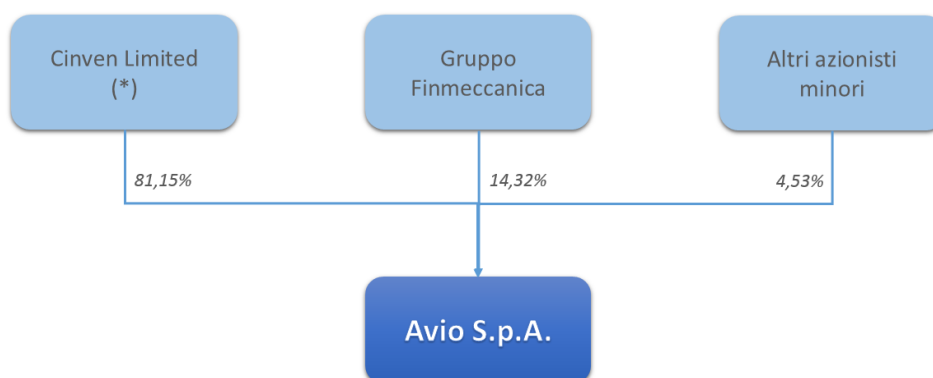 Cinven Limited
(*)
Gruppo
Finmeccanica
Altri azionisti
minori
81,15%
14,32%
4,53%
Avio S.p.A.